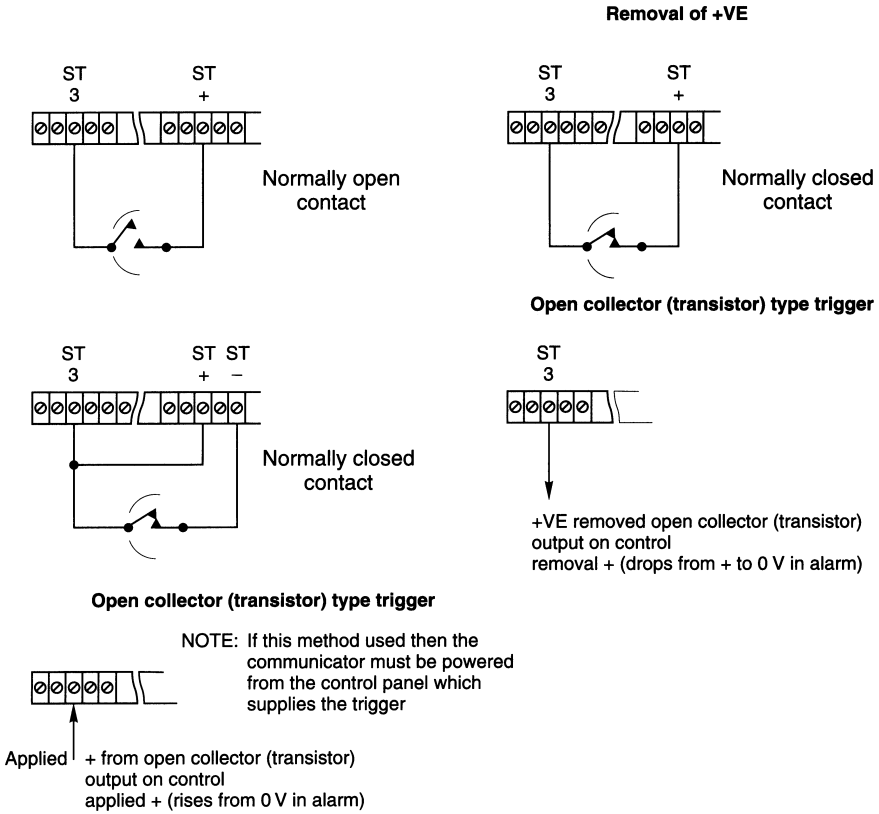 Removal of +VE
ST ST
3 +
Normally open
contact
ST ST
3 +
Normally closed
contact
Open collector (transistor) type trigger
ST ST ST
3 + –
Normally closed
contact
ST
3
+VE removed open collector (transistor)
output on control
removal + (drops from + to 0 V in alarm)
Open collector (transistor) type trigger
NOTE: If this method used then the
communicator must be powered
from the control panel which
supplies the trigger
Applied + from open collector (transistor)
output on control
applied + (rises from 0 V in alarm)